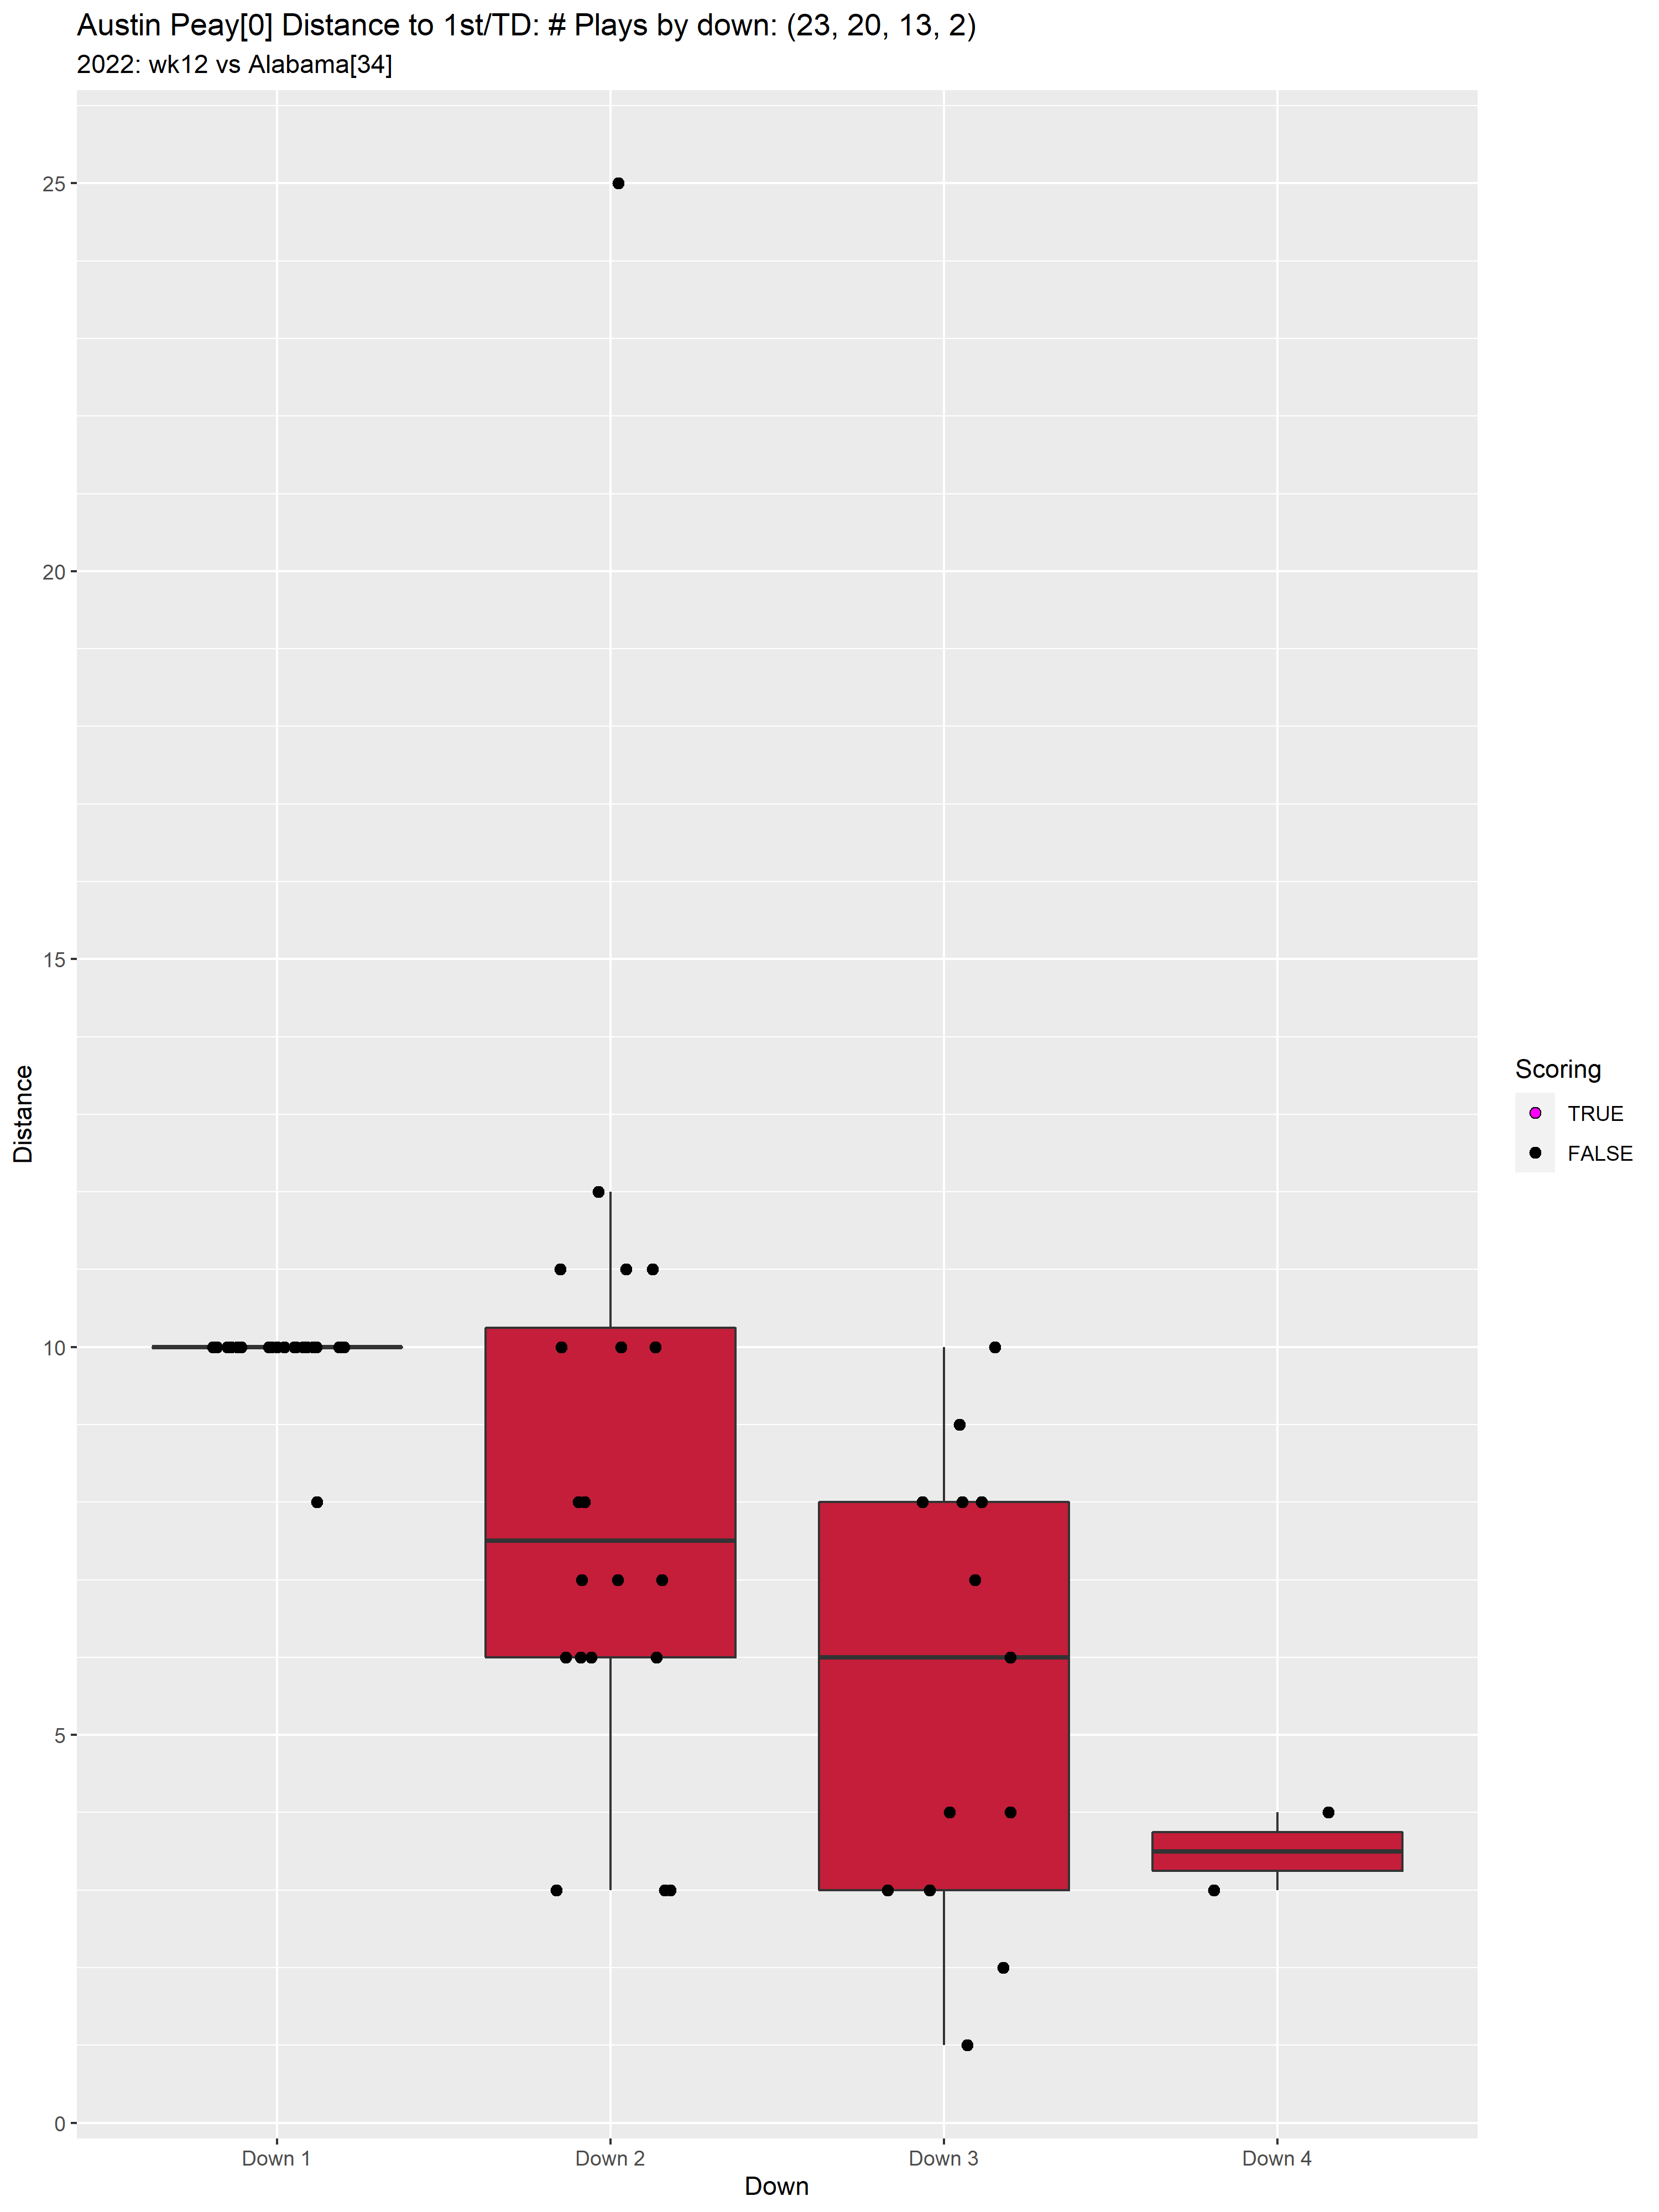 Austin Peay[0] Distance to 1st/TD: # Plays by down: (23, 20, 13, 2)
2022: wk12 vs Alabama[34]
25
20
15
10
5
0
Distance
Down 1
Down 2
Down 3
Down 4
Down
Scoring
TRUE
FALSE